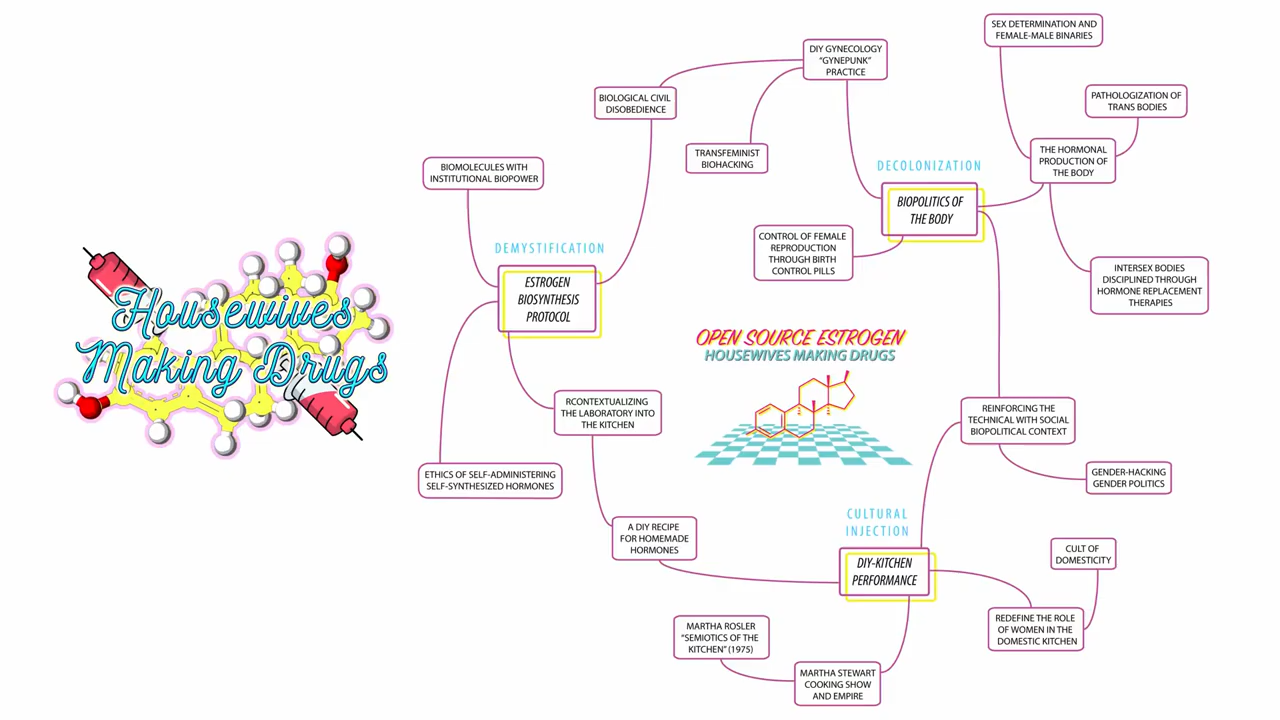 Housewives
Making Drugs
SEX DETERMINATION AND
FEMALE-MALE BINARIES
DIY GYNECOLOGY
“GYNEPUNK”
PRACTICE
BIOLOGICAL CIVIL
DISOBEDIENCE
PATHOLOGIZATION OF
TRANS BODIES
TRANSFEMINIST
BIOHACKING
THE HORMONAL
PRODUCTION OF
THE BODY
BIOMOLECULES WITH
INSTITUTIONAL BIOPOWER
DECOLONIZATION
BIOPOLITICS OF
THE BODY
CONTROL OF FEMALE
REPRODUCTION
THROUGH BIRTH
CONTROL PILLS
DEMYSTIFICATION
ESTROGEN
BIOSYNTHESIS
PROTOCOL
INTERSEX BODIES
DISCIPLINED THROUGH
HORMONE REPLACEMENT
THERAPIES
OPEN SOURCE ESTROGEN
HOUSEWIVES MAKING DRUGS
RCONTEXTUALIZING
THE LABORATORY INTO
THE KITCHEN
REINFORCING THE
TECHNICAL WITH SOCIAL
BIOPOLITICAL CONTEXT
ETHICS OF SELF-ADMINISTERING
SELF-SYNTHESIZED HORMONES
GENDER-HACKING
GENDER POLITICS
A DIY RECIPE
FOR HOMEMADE
HORMONES
CULTURAL
INJECTION
DIY-KITCHEN
PERFORMANCE
CULT OF
DOMESTICITY
REDEFINE THE ROLE
OF WOMEN IN THE
DOMESTIC KITCHEN
MARTHA ROSLER
“SEMIOTICS OF THE
KITCHEN” (1975)
MARTHA STEWART
COOKING SHOW
AND EMPIRE